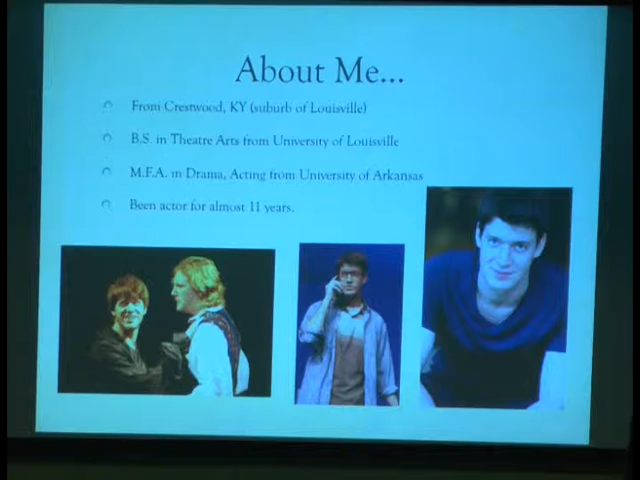 About Me...
From Crestwood, KY (suburb of Louisville)
B.S. in Theatre Arts from University of Louisville
M.F.A. in Drama, Acting from University of Arkansas
Been actor for almost 11 years.